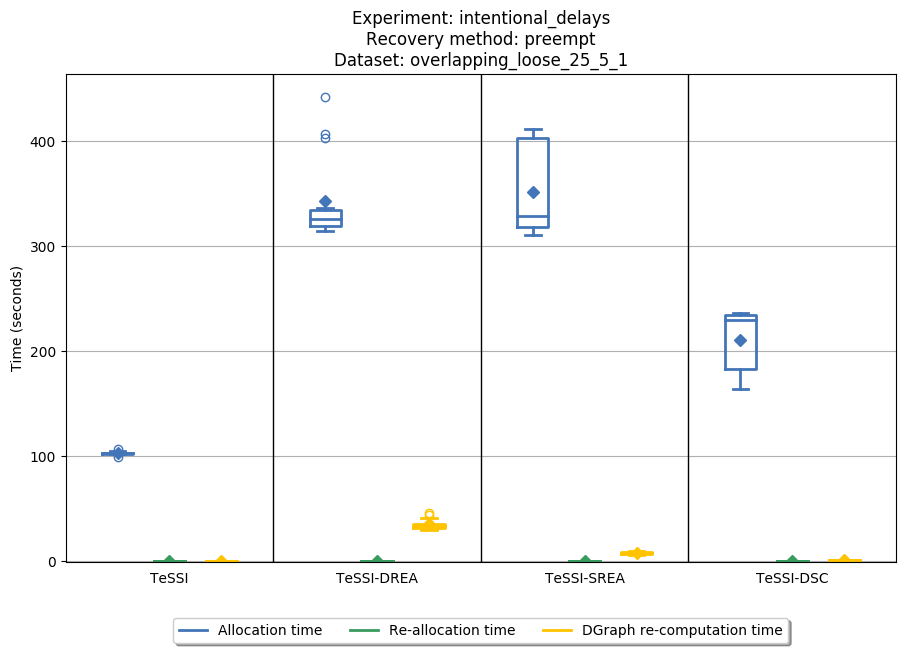 Experiment: intentional_delays
Recovery method: preempt
Dataset: overlapping_loose_25_5_1
Time (seconds)
400
300
200
100
0
TeSSI
TeSSI-DREA
TeSSI-SREA
TeSSI-DSC
Allocation time
Re-allocation time
DGraph re-computation time